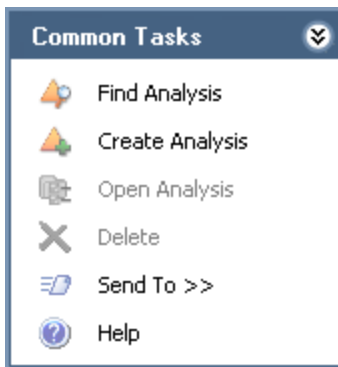 Common Tasks
Find Analysis
Create Analysis
Open Analysis
Delete
Send To >>
Help